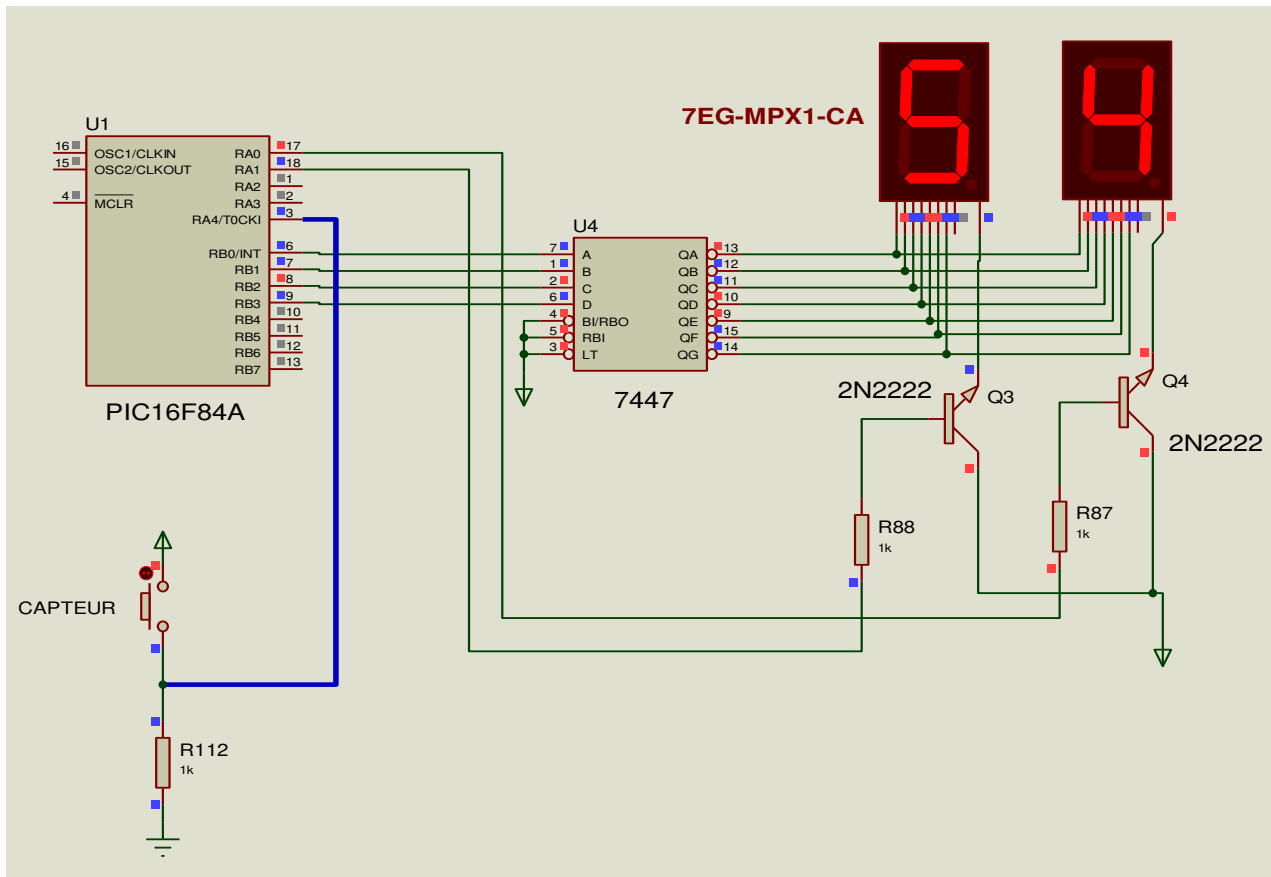 7EG-MPX1-CA
U1
16 OSC1/CLKIN RA0 17
15 OSC2/CLKOUT RA1 18
RA2 1
4 MCLR RA3 2
RA4/T0CKI 3
RB0/INT 6
RB1 7
RB2 8
RB3 9
RB4 10
RB5 11
RB6 12
RB7 13
PIC16F84A
U4
7 A QA 13
1 B QB 12
2 C QC 11
6 D QD 10
4 BI/RBO QE 9
5 RBI QF 15
3 LT QG 14
7447
54
2N2222
Q3
Q4
2N2222
R88
1k
R87
1k
CAPTEUR
R112
1k